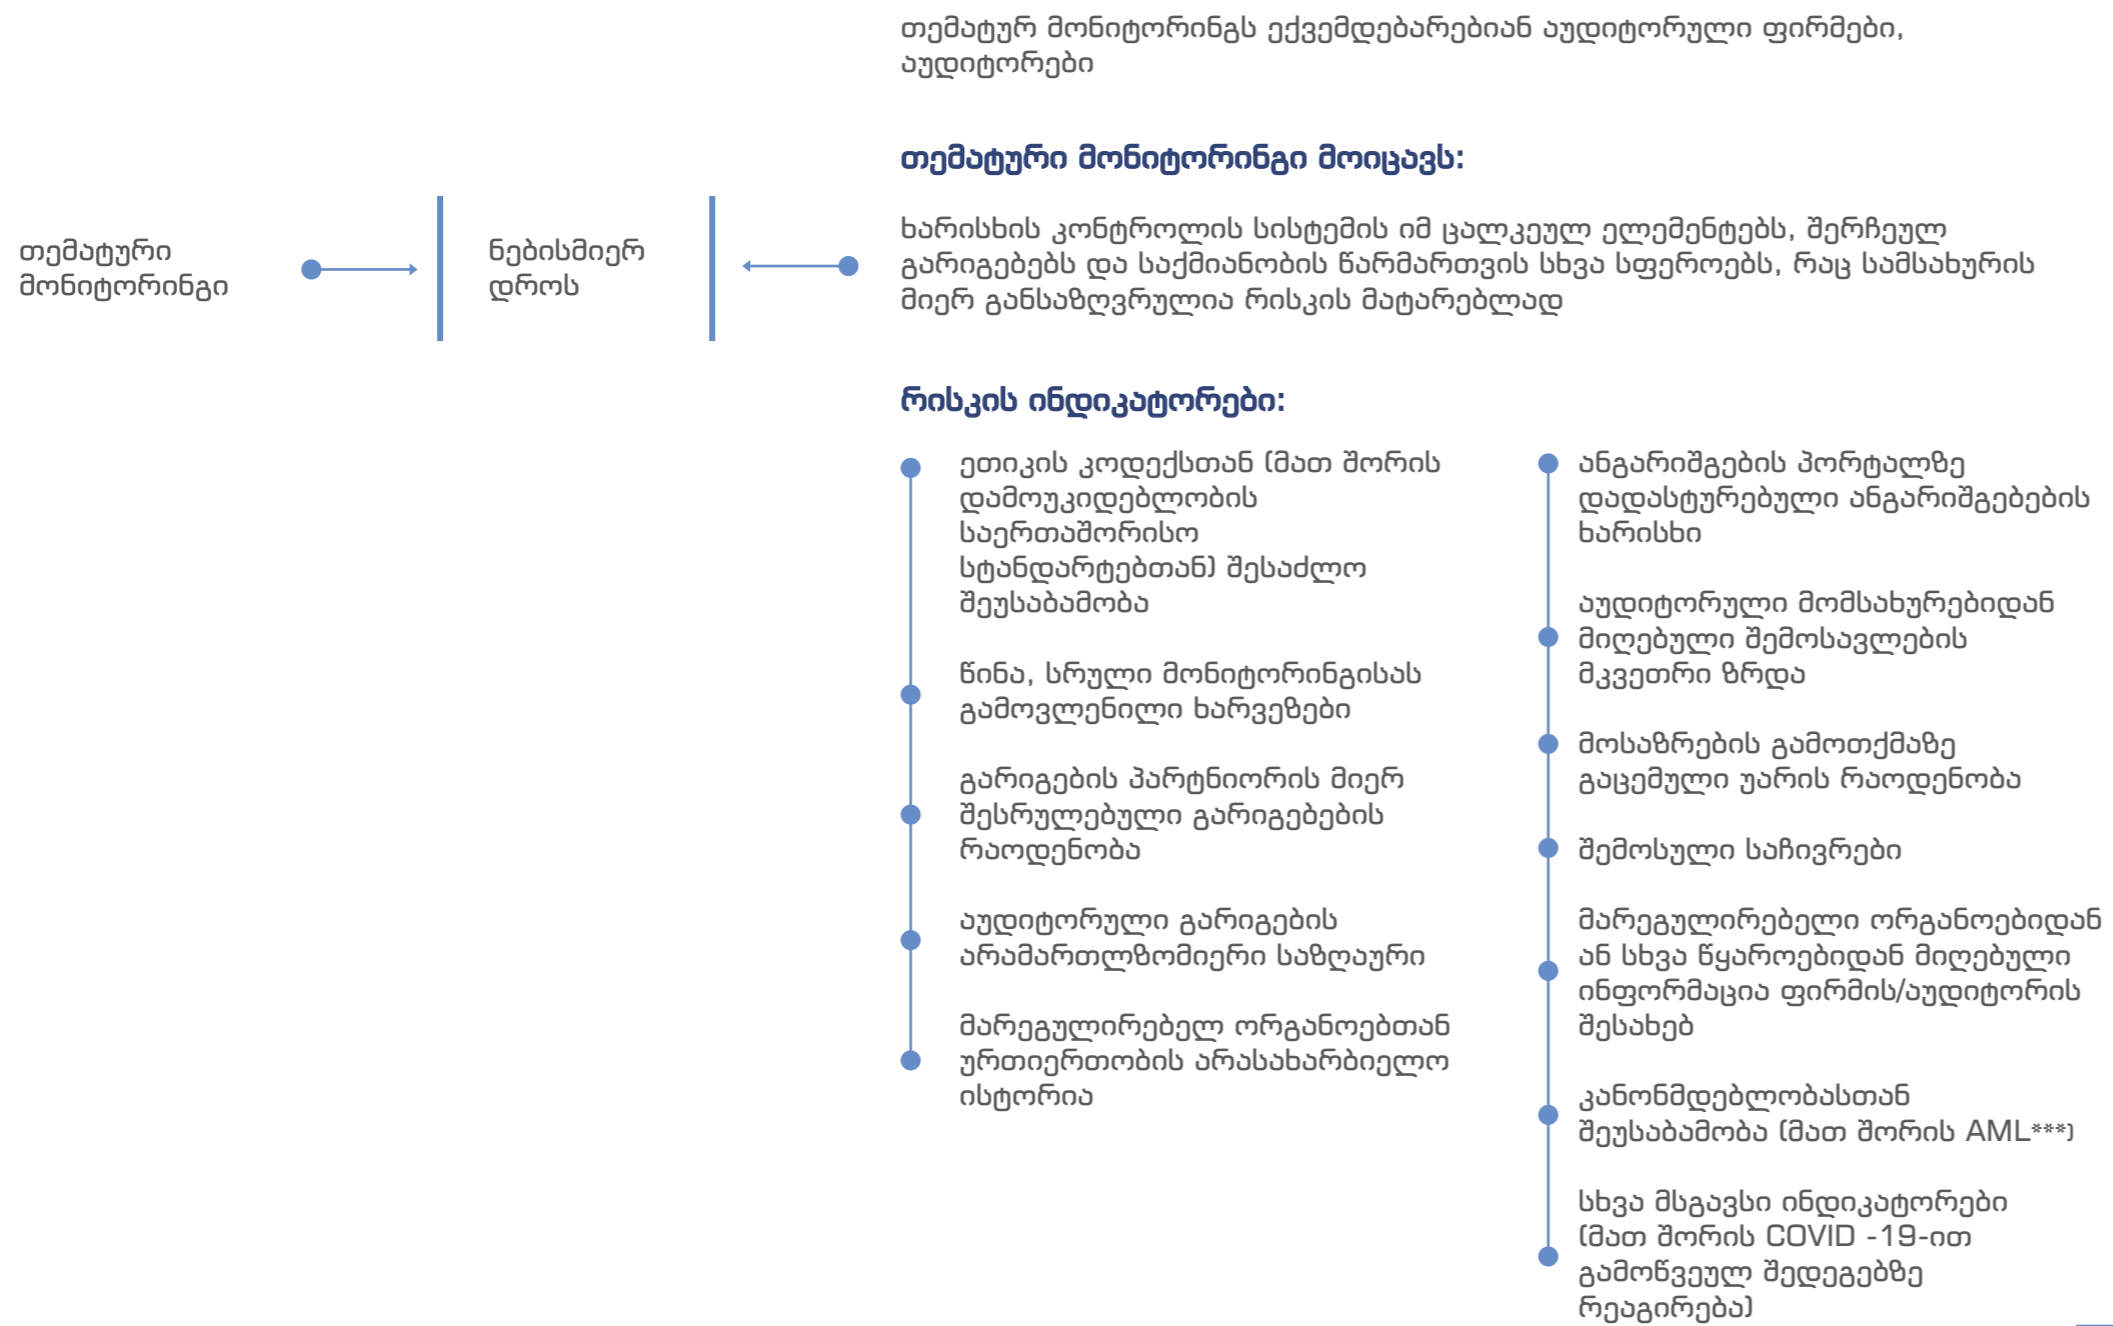 თემატურ მონიტორინგს ექვემდებარებიან აუდიტორული ფირმები,
აუდიტორები
თემატური მონიტორინგი მოიცავს:
თემატური
მონიტორინგი
ნებისმიერ
დროს
ხარისხის კონტროლის სისტემის იმ ცალკეულ ელემენტებს, შერჩეულ
გარიგებებს და საქმიანობის წარმართვის სხვა სფეროებს, რაც სამსახურის
მიერ განსაზღვრულია რისკის მატარებლად
რისკის ინდიკატორები:
ეთიკის კოდექსთან (მათ შორის
დამოუკიდებლობის
საერთაშორისო
სტანდარტებთან) შესაძლო
შეუსაბამობა
წინა, სრული მონიტორინგისას
გამოვლენილი ხარვეზები
გარიგების პარტნიორის მიერ
შესრულებული გარიგებების
რაოდენობა
აუდიტორული გარიგების
არამართლზომიერი საზღაური
მარეგულირებელ ორგანოებთან
ურთიერთობის არასახარბიელო
ისტორია
ანგარიშგების პორტალზე
დადასტურებული ანგარიშგებების
ხარისხი
აუდიტორული მომსახურებიდან
მიღებული შემოსავლების
მკვეთრი ზრდა
მოსაზრების გამოთქმაზე
გაცემული უარის რაოდენობა
შემოსული საჩივრები
მარეგულირებელი ორგანოებიდან
ან სხვა წყაროებიდან მიღებული
ინფორმაცია ფირმის/აუდიტორის
შესახებ
კანონმდებლობასთან
შეუსაბამობა (მათ შორის AML***)
სხვა მსგავსი ინდიკატორები
(მათ შორის COVID -19-ით
გამოწვეულ შედეგებზე
რეაგირება)